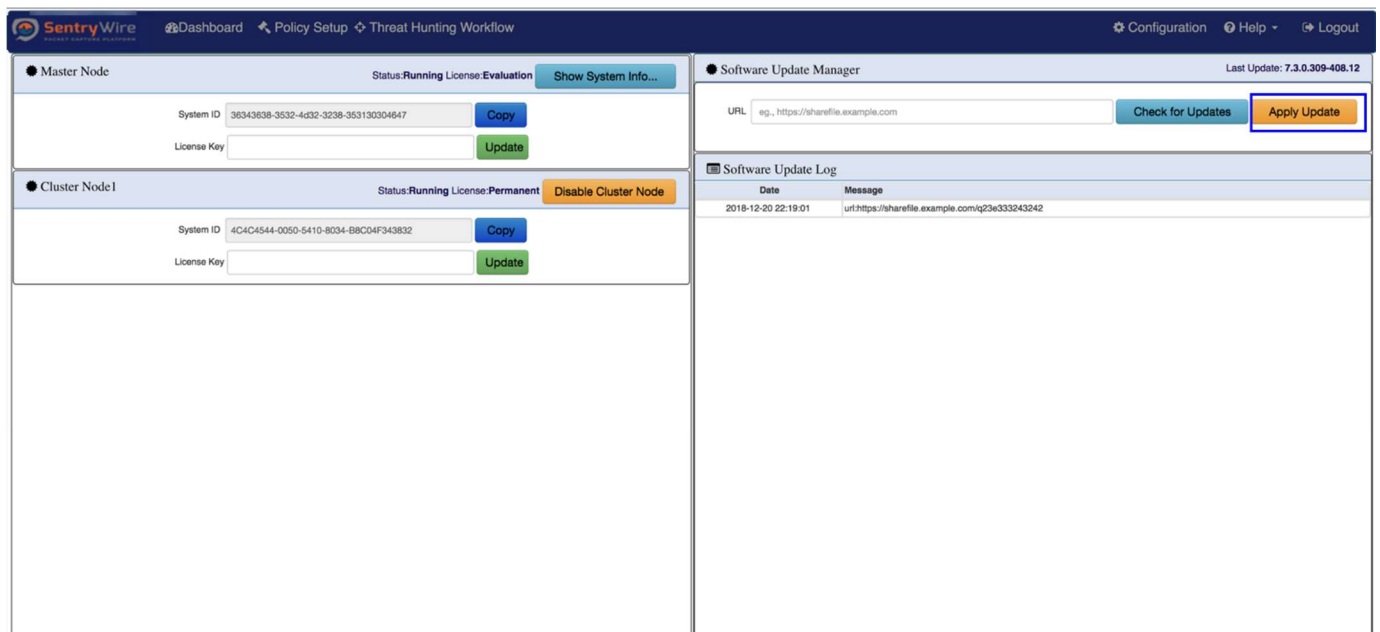 SentryWire Dashboard Policy Setup Threat Hunting Workflow Configuration Help Logout
PACKET CAPTURE PLATFORM
Master Node Status:Running License:Evaluation Show System Info...
System ID 36343638-3532-4d32-3238-353130304647 Copy
License Key Update
Cluster Node1 Status:Running License:Permanent Disable Cluster Node
System ID 4C4C4544-0050-5410-8034-B8C04F343832 Copy
License Key Update
Software Update Manager Last Update: 7.3.0.309-408.12
URL eg., https://sharefile.example.com Check for Updates Apply Update
Software Update Log
Date Message
2018-12-20 22:19:01 url:https://sharefile.example.com/q23e333243242